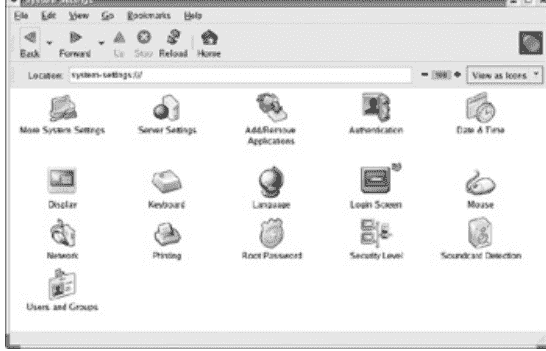 System Settings
File Edit View Go Bookmarks Help
Back Forward Up Stop Reload Home
Location: system-settings:/// 100 View as Icons
More System Settings Server Settings Add/Remove Applications Authentication Date & Time
Display Keyboard Language Login Screen Mouse
Network Printing Root Password Security Level Soundcard Detection
Users and Groups